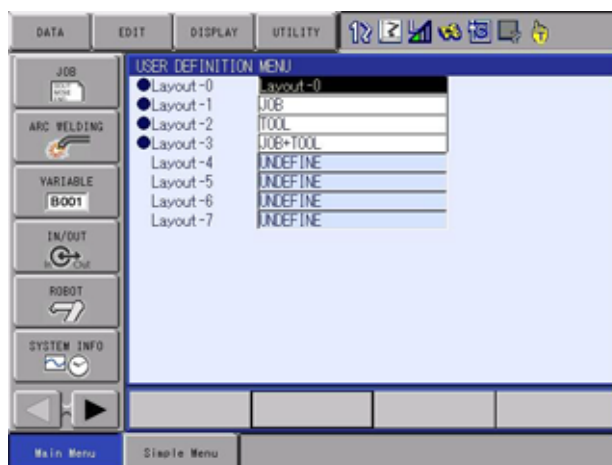 DATA EDIT DISPLAY UTILITY
JOB
ARC WELDING
VARIABLE
B001
IN/OUT
In Out
ROBOT
SYSTEM INFO
USER DEFINITION MENU
Layout-0 Layout-0
Layout-1 JOB
Layout-2 TOOL
Layout-3 JOB+TOOL
Layout-4 UNDEFINE
Layout-5 UNDEFINE
Layout-6 UNDEFINE
Layout-7 UNDEFINE
Main Menu Simple Menu